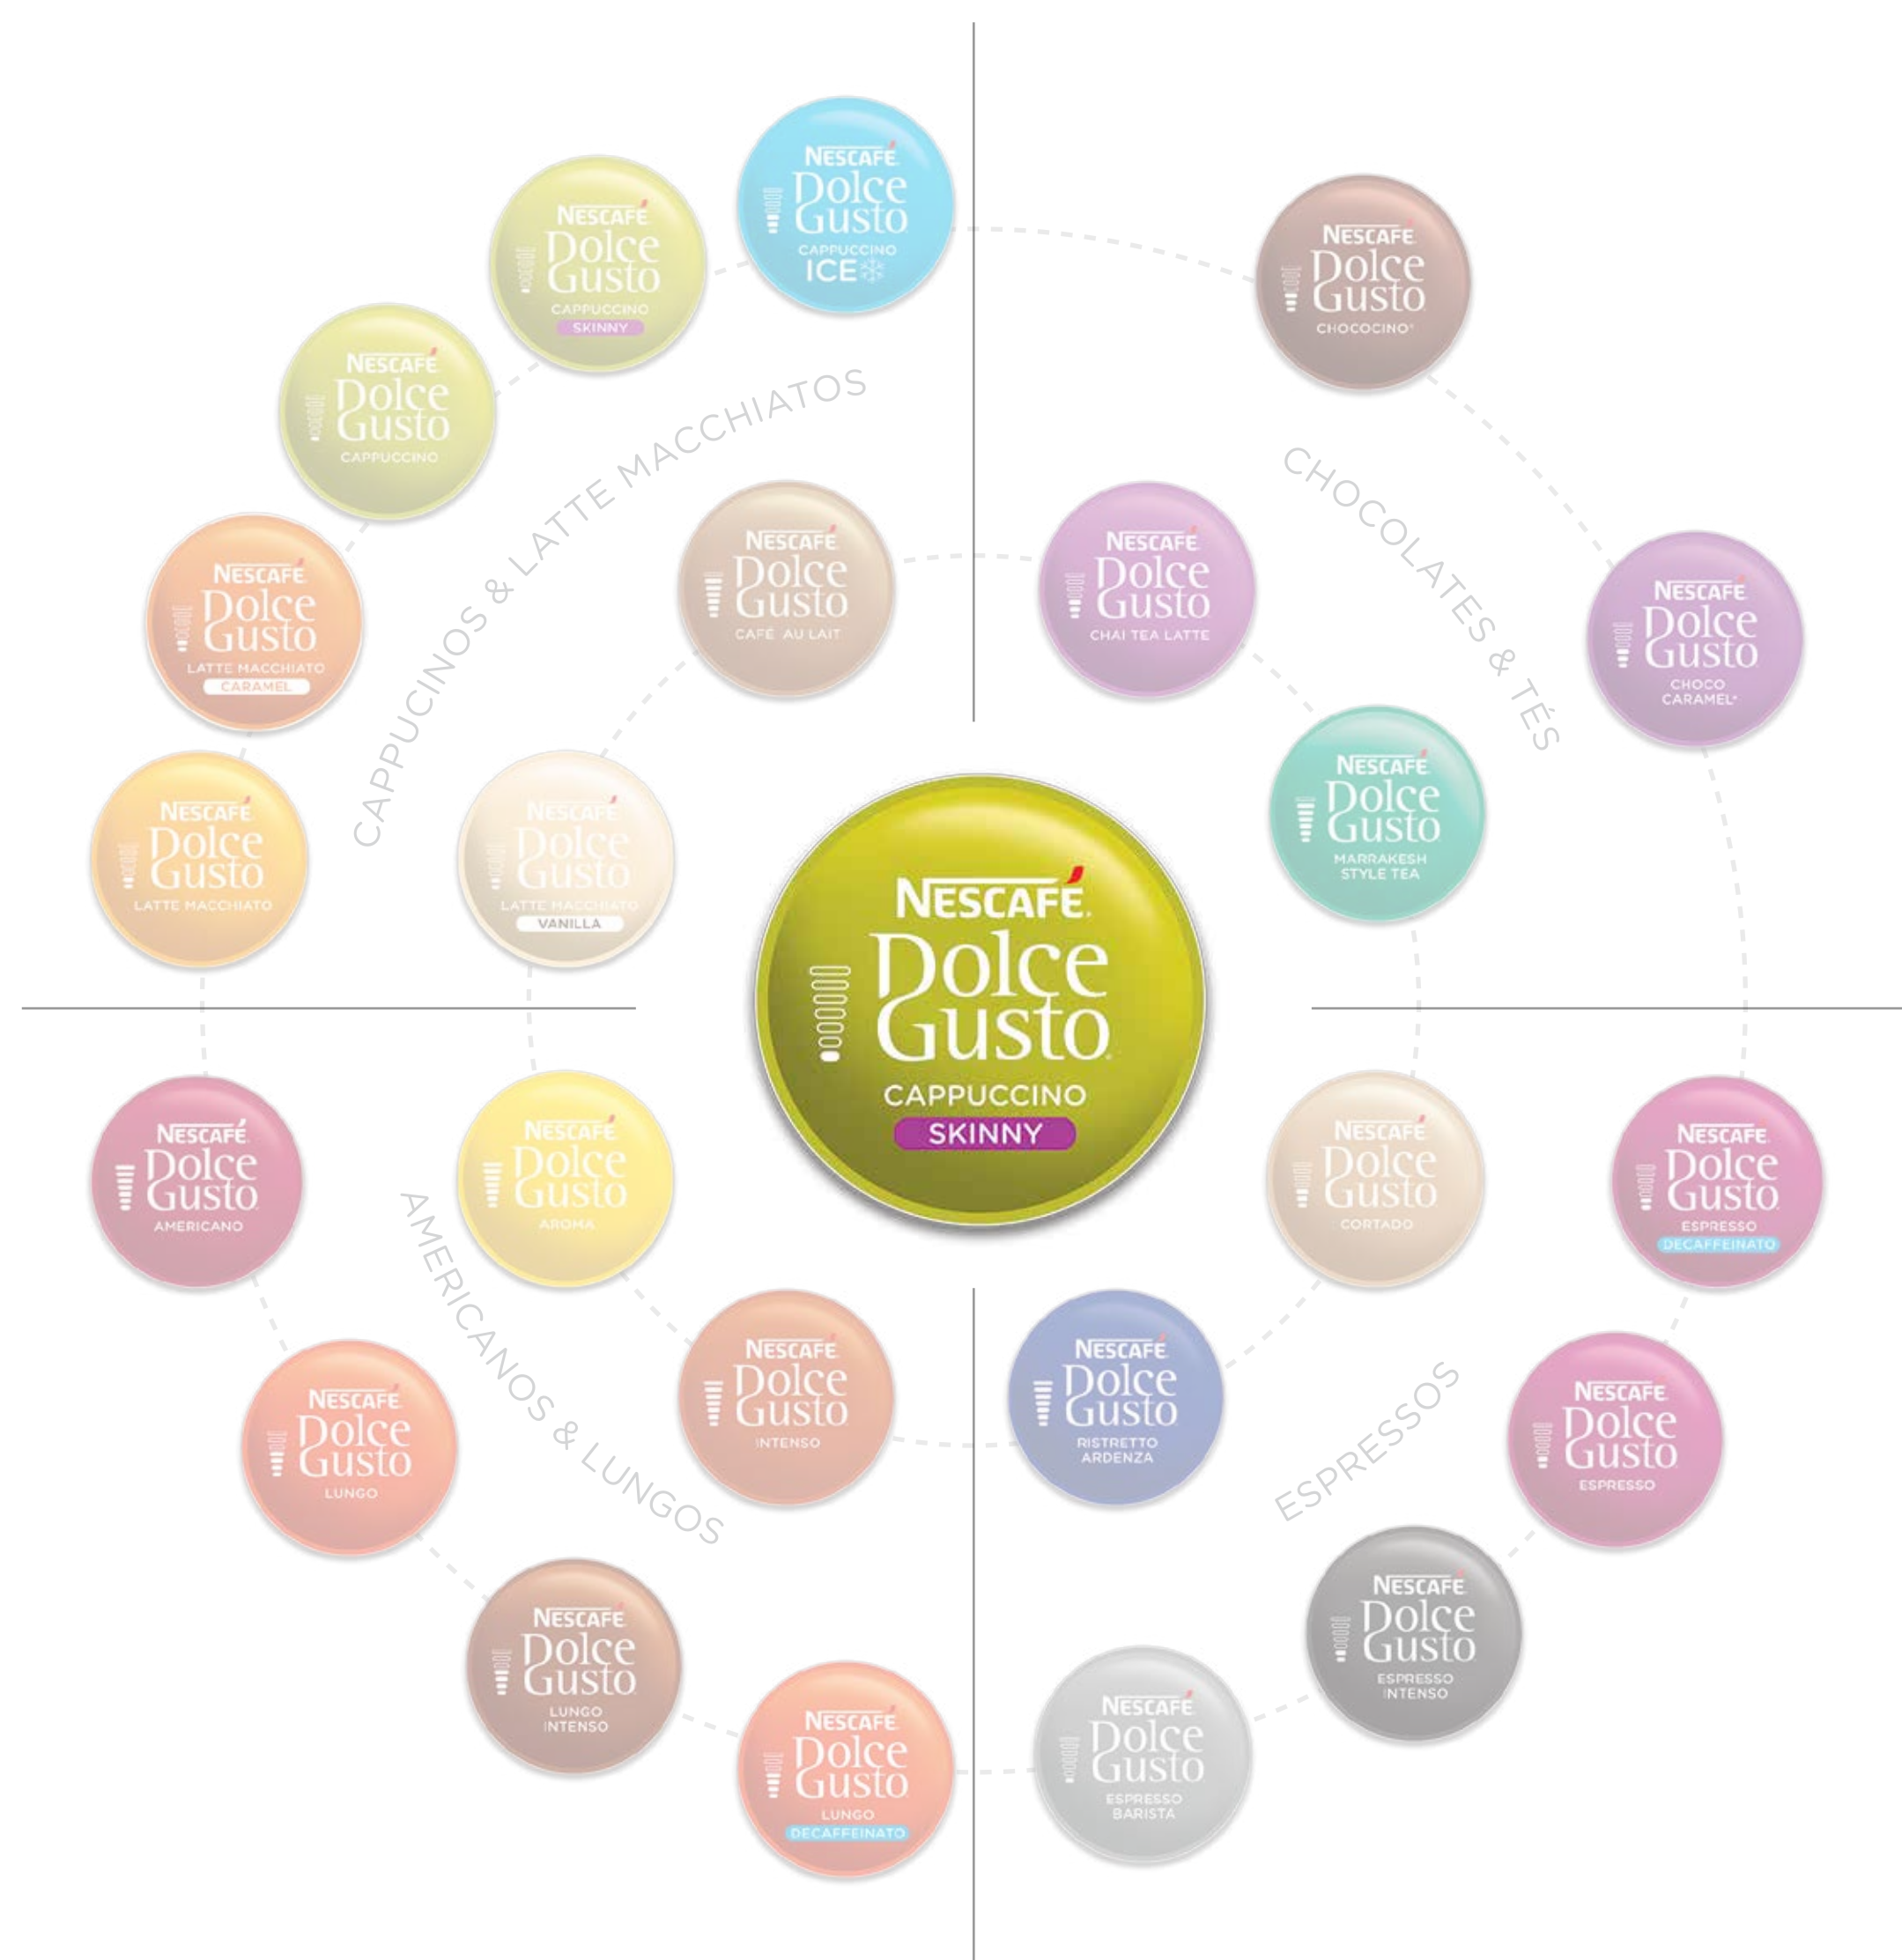 NESCAFÉ
Dolce
Gusto
CAPPUCCINO
ICE
NESCAFÉ
Dolce
Gusto
CAPPUCCINO
SKINNY
NESCAFÉ
Dolce
Gusto
CAPPUCCINO
NESCAFÉ
Dolce
Gusto
LATTE MACCHIATO
CARAMEL
NESCAFÉ
Dolce
Gusto
LATTE MACCHIATO
CAPPUCINOS & LATTE MACCHIATOS
NESCAFÉ
Dolce
Gusto
CAFÉ AU LAIT
NESCAFÉ
Dolce
Gusto
LATTE MACCHIATO
VANILLA
NESCAFÉ
Dolce
Gusto
CHOCOCINO*
NESCAFÉ
Dolce
Gusto
CHOCO
CARAMEL*
CHOCOLATES & TÉS
NESCAFÉ
Dolce
Gusto
CHAI TEA LATTE
NESCAFÉ
Dolce
Gusto
MARRAKESH
STYLE TEA
NESCAFÉ.
Dolce
Gusto
CAPPUCCINO
SKINNY
NESCAFÉ
Dolce
Gusto
AMERICANO
NESCAFÉ
Dolce
Gusto
AROMA
AMERICANOS & LUNGOS
NESCAFÉ
Dolce
Gusto
INTENSO
NESCAFÉ
Dolce
Gusto
LUNGO
NESCAFÉ
Dolce
Gusto
LUNGO
INTENSO
NESCAFÉ
Dolce
Gusto
LUNGO
DECAFFEINATO
NESCAFÉ
Dolce
Gusto
CORTADO
NESCAFÉ
Dolce
Gusto
ESPRESSO
DECAFFEINATO
NESCAFÉ
Dolce
Gusto
RISTRETTO
ARDENZA
ESPRESSOS
NESCAFÉ
Dolce
Gusto
ESPRESSO
NESCAFÉ
Dolce
Gusto
ESPRESSO
INTENSO
NESCAFÉ
Dolce
Gusto
ESPRESSO
BARISTA